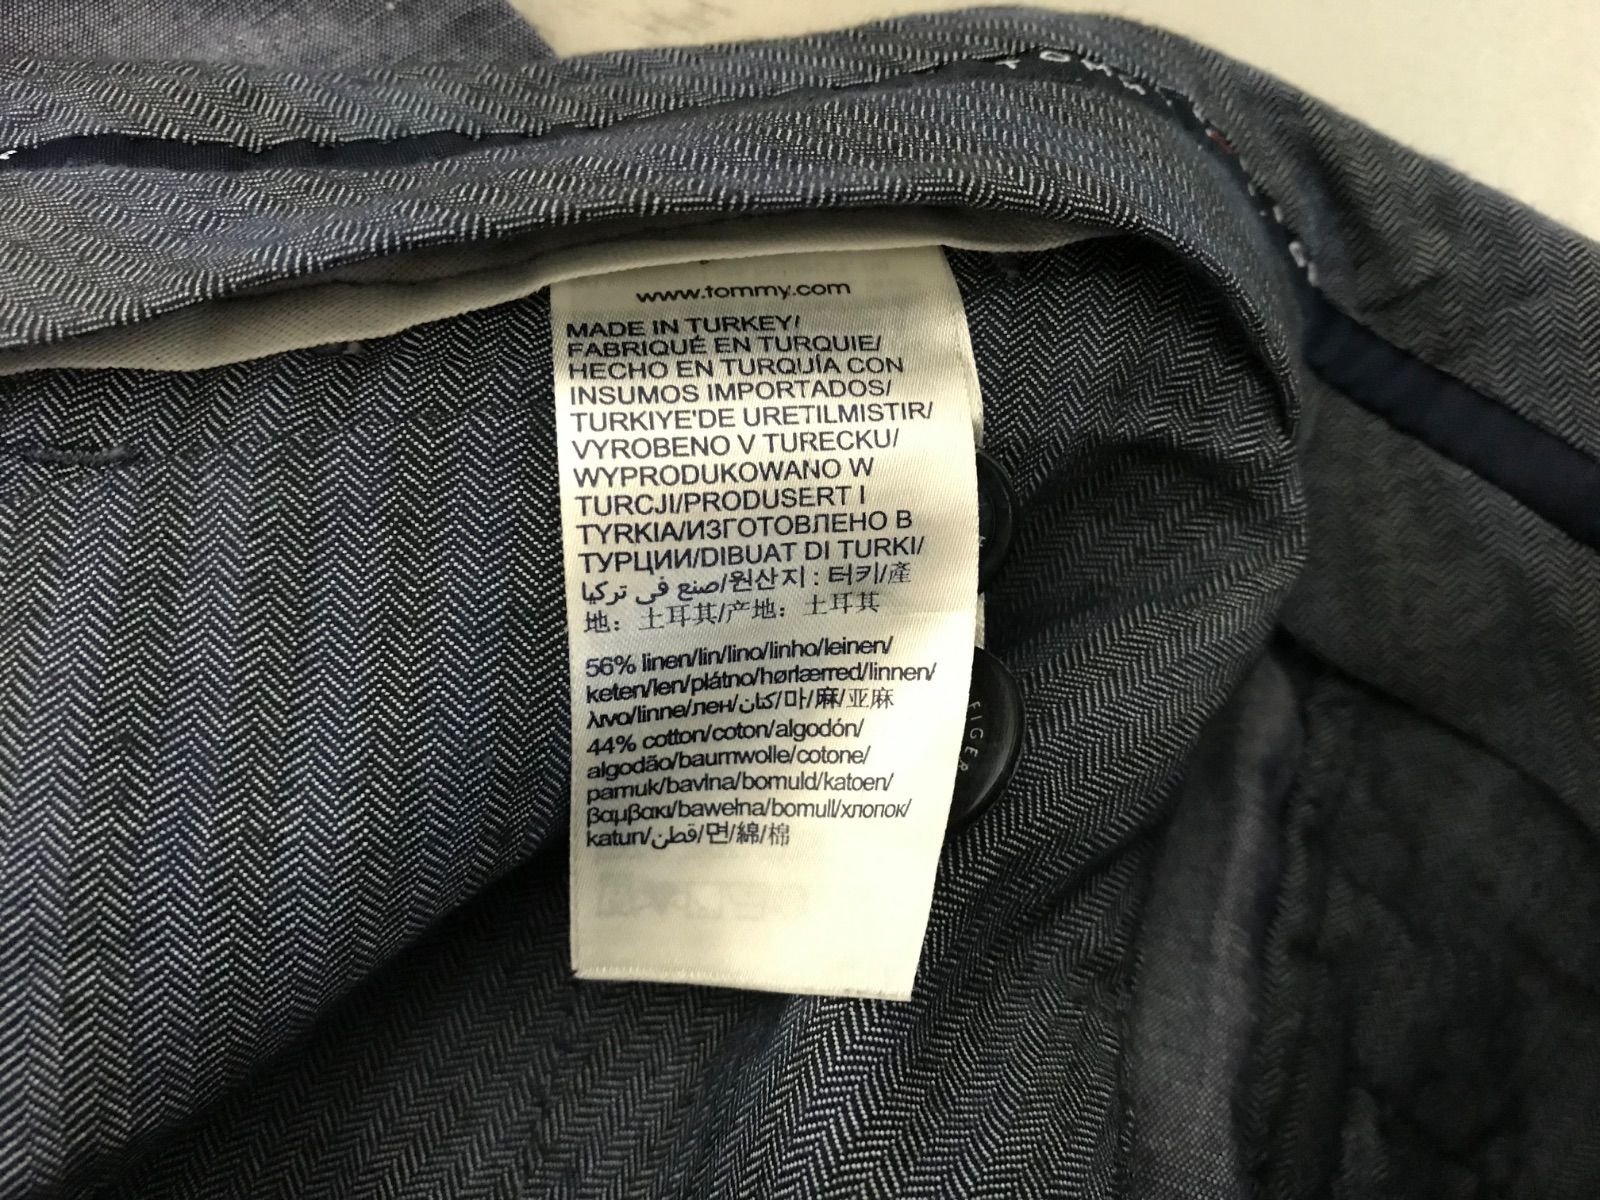 www.tommy.com
MADE IN TURKEY/
FABRIQUÉ EN TURQUIE/
HECHO EN TURQUÍA CON
INSUMOS IMPORTADOS/
TURKIYE'DE URETILMISTIR/
VYROBENO V TURECKU/
WYPRODUKOWANO W
TURCJI/PRODUSERT I
TYRKIA/ИЗГОТОВЛЕНО В
ТУРЦИИ/DIBUAT DI TURKI/
صنع في تركيا/원산지 : 터키/產
地：土耳其/产地：土耳其
56% linen/lin/lino/linho/leinen/
keten/len/plátno/hørlærred/linnen/
λινο/linne/лен/كتان/마/麻/亚麻
44% cotton/coton/algodón/
algodão/baumwolle/cotone/
pamuk/bavlna/bomuld/katoen/
βαμβακι/bawełna/bomull/хлопок/
katun/قطن/면/綿/棉